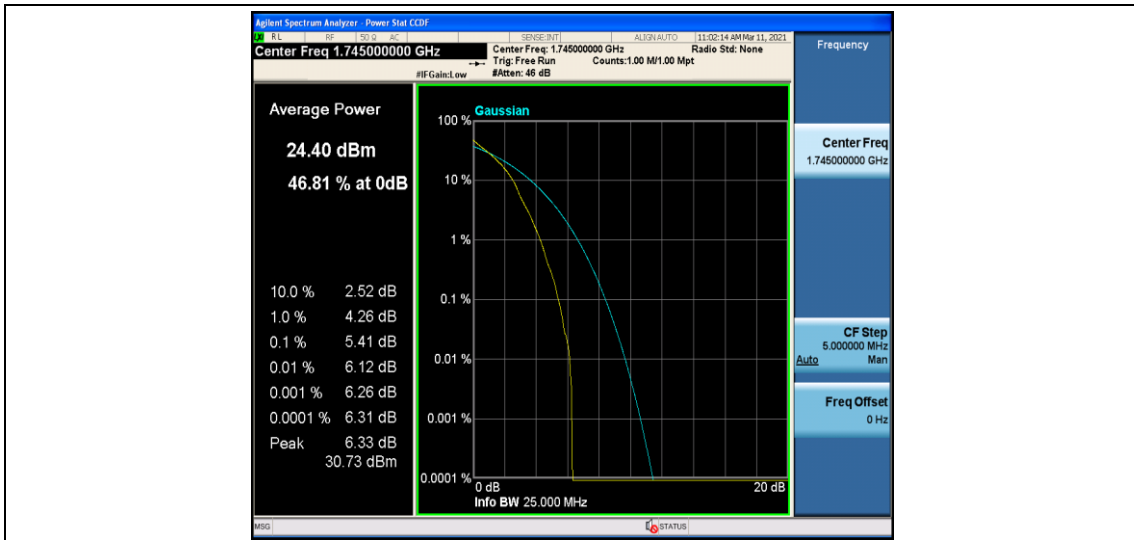 Agilent Spectrum Analyzer - Power Stat CCDF
LXI RL RF 50 Ω AC SENSE:INT ALIGN AUTO 11:02:14 AM Mar 11, 2021
Center Freq 1.745000000 GHz
Center Freq: 1.745000000 GHz Radio Std: None
Trig: Free Run Counts:1.00 M/1.00 Mpt
#IFGain:Low #Atten: 46 dB
Frequency
Average Power
24.40 dBm
46.81 % at 0dB
10.0 % 2.52 dB
1.0 % 4.26 dB
0.1 % 5.41 dB
0.01 % 6.12 dB
0.001 % 6.26 dB
0.0001 % 6.31 dB
Peak 6.33 dB
30.73 dBm
Gaussian
100 %
10 %
1 %
0.1 %
0.01 %
0.001 %
0.0001 %
0 dB 20 dB
Info BW 25.000 MHz
Center Freq
1.745000000 GHz
CF Step
5.000000 MHz
Auto Man
Freq Offset
0 Hz
MSG STATUS